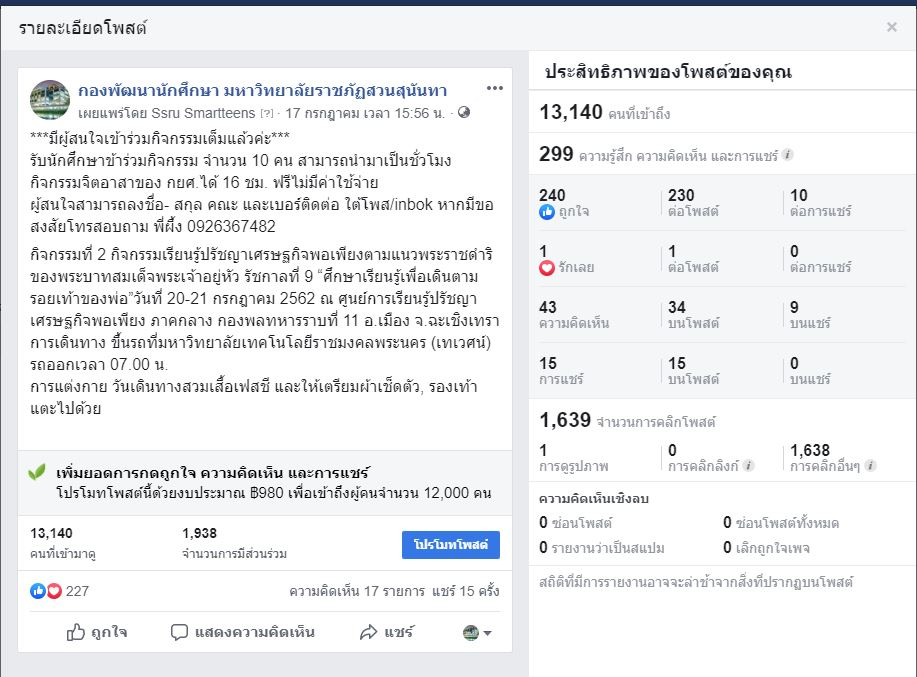 รายละเอียดโพสต์
×
กองพัฒนานักศึกษา มหาวิทยาลัยราชภัฏสวนสุนันทา
เผยแพร่โดย Ssru Smartteens [?] · 17 กรกฎาคม เวลา 15:56 น. ·
***มีผู้สนใจเข้าร่วมกิจกรรมเต็มแล้วค่ะ***
รับนักศึกษาข้าร่วมกิจกรรม จำนวน 10 คน สามารถนำมาเป็นชั่วโมง
กิจกรรมจิตอาสาของ กยศ.ได้ 16 ชม. ฟรีไม่มีค่าใช้จ่าย
ผู้สนใจสามารถลงชื่อ- สกุล คณะ และเบอร์ติดต่อ ใต้โพส/inbok หากมีขอ
สงสัยโทรสอบถาม พี่ผึ้ง 0926367482
กิจกรรมที่ 2 กิจกรรมเรียนรู้ปรัชญาเศรษฐกิจพอเพียงตามแนวพระราชดำริ
ของพระบาทสมเด็จพระเจ้าอยู่หัว รัชกาลที่ 9 “ศึกษาเรียนรู้เพื่อเดินตาม
รอยเท้าของพ่อ”วันที่ 20-21 กรกฎาคม 2562 ณ ศูนย์การเรียนรู้ปรัชญา
เศรษฐกิจพอเพียง ภาคกลาง กองพลทหารราบที่ 11 อ.เมือง จ.ฉะเชิงเทรา
การเดินทาง ขึ้นรถที่มหาวิทยาลัยเทคโนโลยีราชมงคลพระนคร (เทเวศน์)
รถออกเวลา 07.00 น.
การแต่งกาย วันเดินทางสวมเสื้อเฟสชี และให้เตรียมผ้าเช็ดตัว, รองเท้า
แตะไปด้วย
เพิ่มยอดการกดถูกใจ ความคิดเห็น และการแชร์
โปรโมทโพสต์นี้ด้วยงบประมาณ ฿980 เพื่อเข้าถึงผู้คนจำนวน 12,000 คน
13,140 1,938
คนที่เข้ามาดู จำนวนการมีส่วนร่วม
โปรโมทโพสต์
227 ความคิดเห็น 17 รายการ แชร์ 15 ครั้ง
ถูกใจ แสดงความคิดเห็น แชร์
ประสิทธิภาพของโพสต์ของคุณ
13,140 คนที่เข้าถึง
299 ความรู้สึก ความคิดเห็น และการแชร์
240 230 10
ถูกใจ ต่อโพสต์ ต่อการแชร์
1 1 0
รักเลย ต่อโพสต์ ต่อการแชร์
43 34 9
ความคิดเห็น บนโพสต์ บนแชร์
15 15 0
การแชร์ บนโพสต์ บนแชร์
1,639 จำนวนการคลิกโพสต์
1 0 1,638
การดูรูปภาพ การคลิกลิงก์ การคลิกอื่นๆ
ความคิดเห็นเชิงลบ
0 ซ่อนโพสต์ 0 ซ่อนโพสต์ทั้งหมด
0 รายงานว่าเป็นสแปม 0 เลิกถูกใจเพจ
สถิติที่มีการรายงานอาจจะล่าช้าจากสิ่งที่ปรากฏบนโพสต์